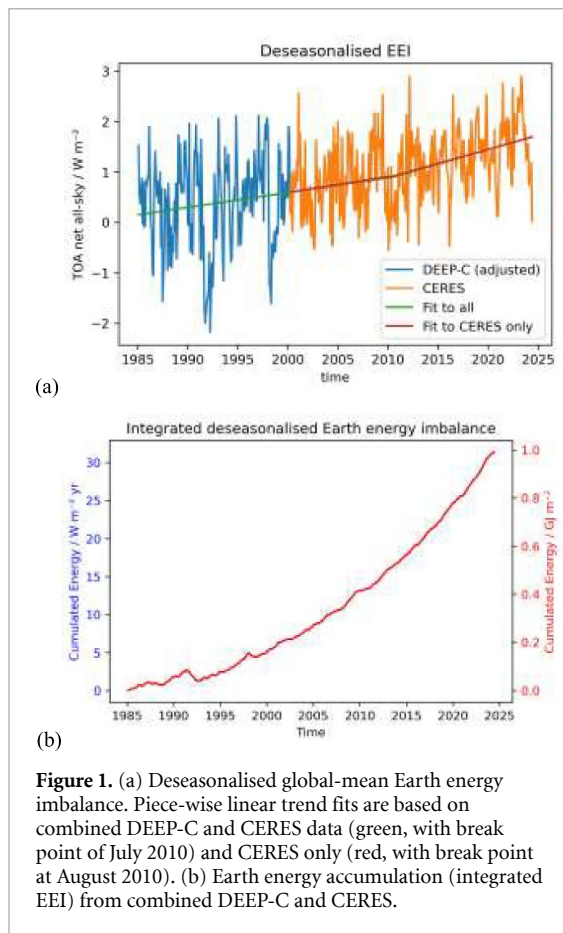 Deseasonalised EEI
TOA net all-sky / W m⁻²
3
2
1
0
−1
−2
DEEP-C (adjusted)
CERES
Fit to all
Fit to CERES only
1985 1990 1995 2000 2005 2010 2015 2020 2025
time
(a)
Integrated deseasonalised Earth energy imbalance
Cumulated Energy / W m⁻² yr
30
25
20
15
10
5
0
1.0
0.8
0.6
0.4
0.2
0.0
Cumulated Energy / GJ m⁻²
1985 1990 1995 2000 2005 2010 2015 2020 2025
Time
(b)
Figure 1. (a) Deseasonalised global-mean Earth energy
imbalance. Piece-wise linear trend fits are based on
combined DEEP-C and CERES data (green, with break
point of July 2010) and CERES only (red, with break point
at August 2010). (b) Earth energy accumulation (integrated
EEI) from combined DEEP-C and CERES.